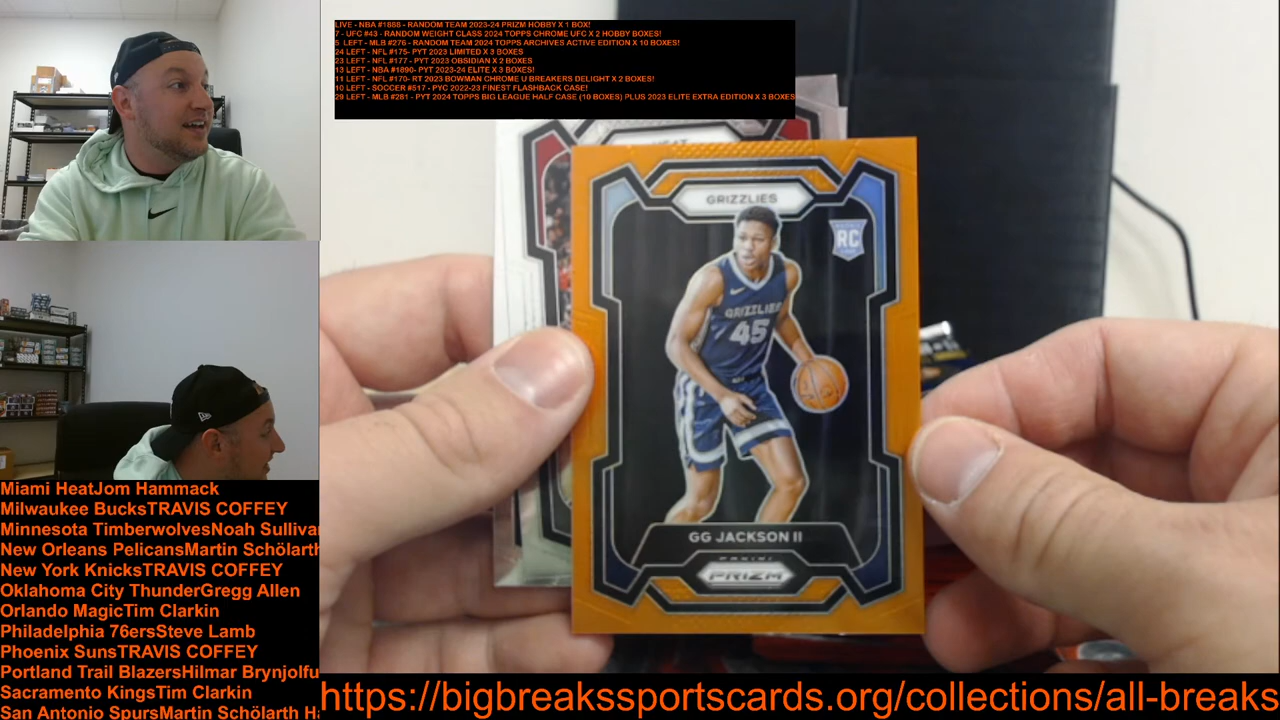 LIVE - NBA #1888 - RANDOM TEAM 2023-24 PRIZM HOBBY X 1 BOX!
7 - UFC #43 - RANDOM WEIGHT CLASS 2024 TOPPS CHROME UFC X 2 HOBBY BOXES!
5 LEFT - MLB #276 - RANDOM TEAM 2024 TOPPS ARCHIVES ACTIVE EDITION X 10 BOXES!
24 LEFT - NFL #175- PYT 2023 LIMITED X 3 BOXES
23 LEFT - NFL #177 - PYT 2023 OBSIDIAN X 2 BOXES
13 LEFT - NBA #1890- PYT 2023-24 ELITE X 3 BOXES!
11 LEFT - NFL #170- RT 2023 BOWMAN CHROME U BREAKERS DELIGHT X 2 BOXES!
10 LEFT - SOCCER #517 - PYC 2022-23 FINEST FLASHBACK CASE!
29 LEFT - MLB #281 - PYT 2024 TOPPS BIG LEAGUE HALF CASE (10 BOXES) PLUS 2023 ELITE EXTRA EDITION X 3 BOXES
GRIZZLIES
RC
GRIZZLIES
45
GG JACKSON II
PANINI
PRIZM
Miami HeatJom Hammack
Milwaukee BucksTRAVIS COFFEY
Minnesota TimberwolvesNoah Sullivan
New Orleans PelicansMartin Schölarth
New York KnicksTRAVIS COFFEY
Oklahoma City ThunderGregg Allen
Orlando MagicTim Clarkin
Philadelphia 76ersSteve Lamb
Phoenix SunsTRAVIS COFFEY
Portland Trail BlazersHilmar Brynjolfu
Sacramento KingsTim Clarkin
San Antonio SpursMartin Schölarth Ha
https://bigbreakssportscards.org/collections/all-breaks